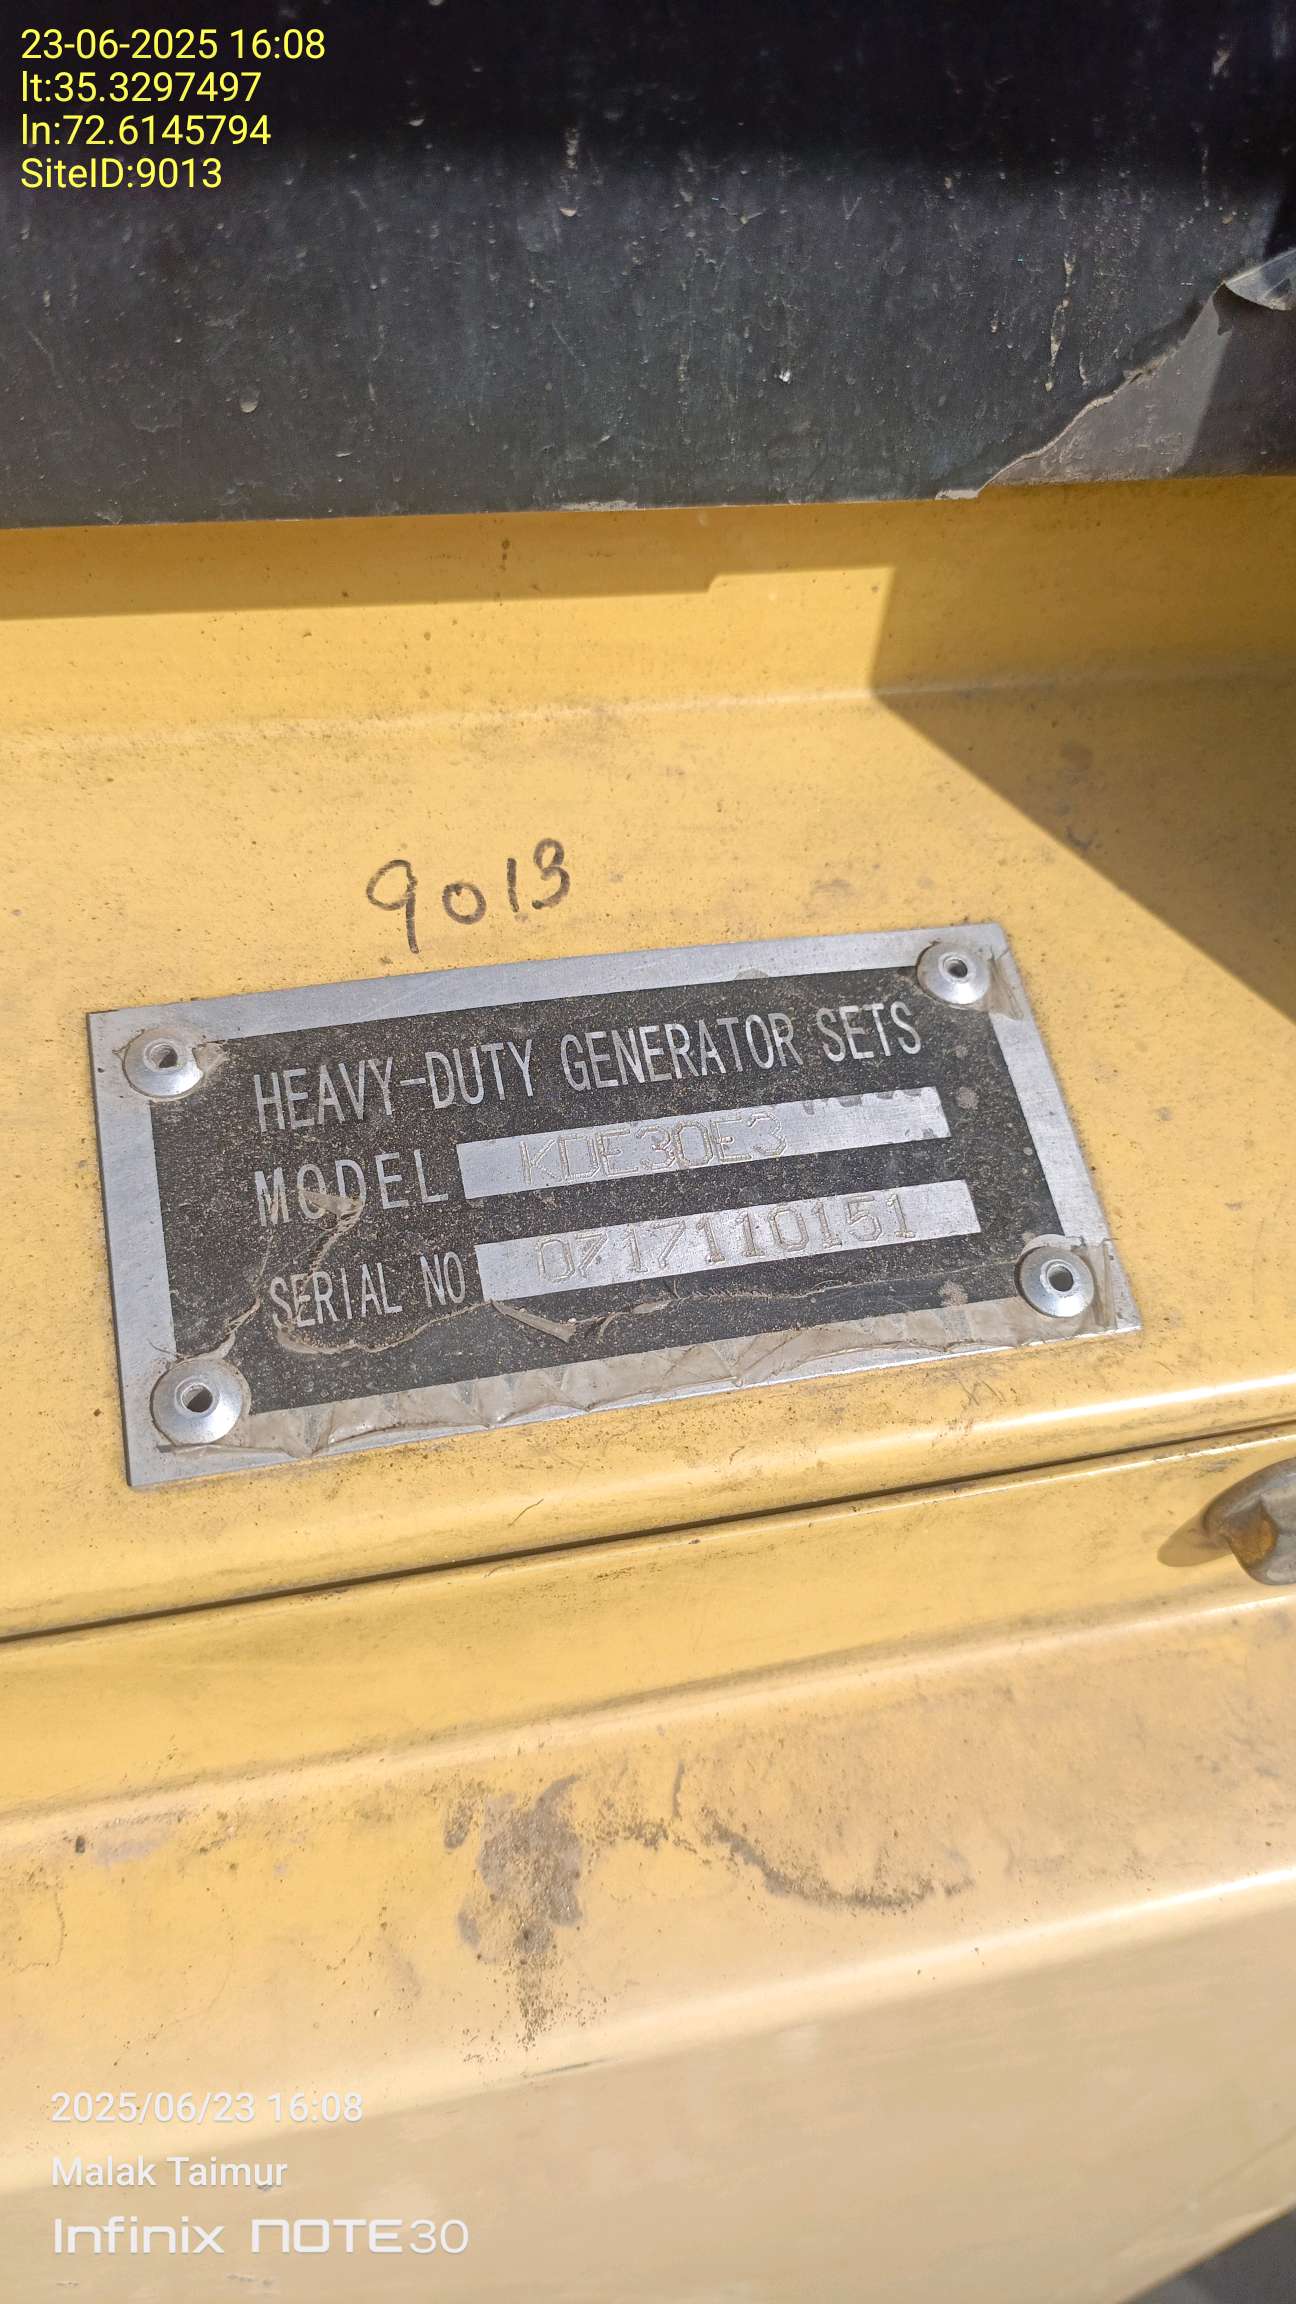 23-06-2025 16:08
lt:35.3297497
ln:72.6145794
SiteID:9013
9013
HEAVY-DUTY GENERATOR SETS
MODEL KDE30E3
SERIAL NO 0717110151
2025/06/23 16:08
Malak Taimur
Infinix NOTE30